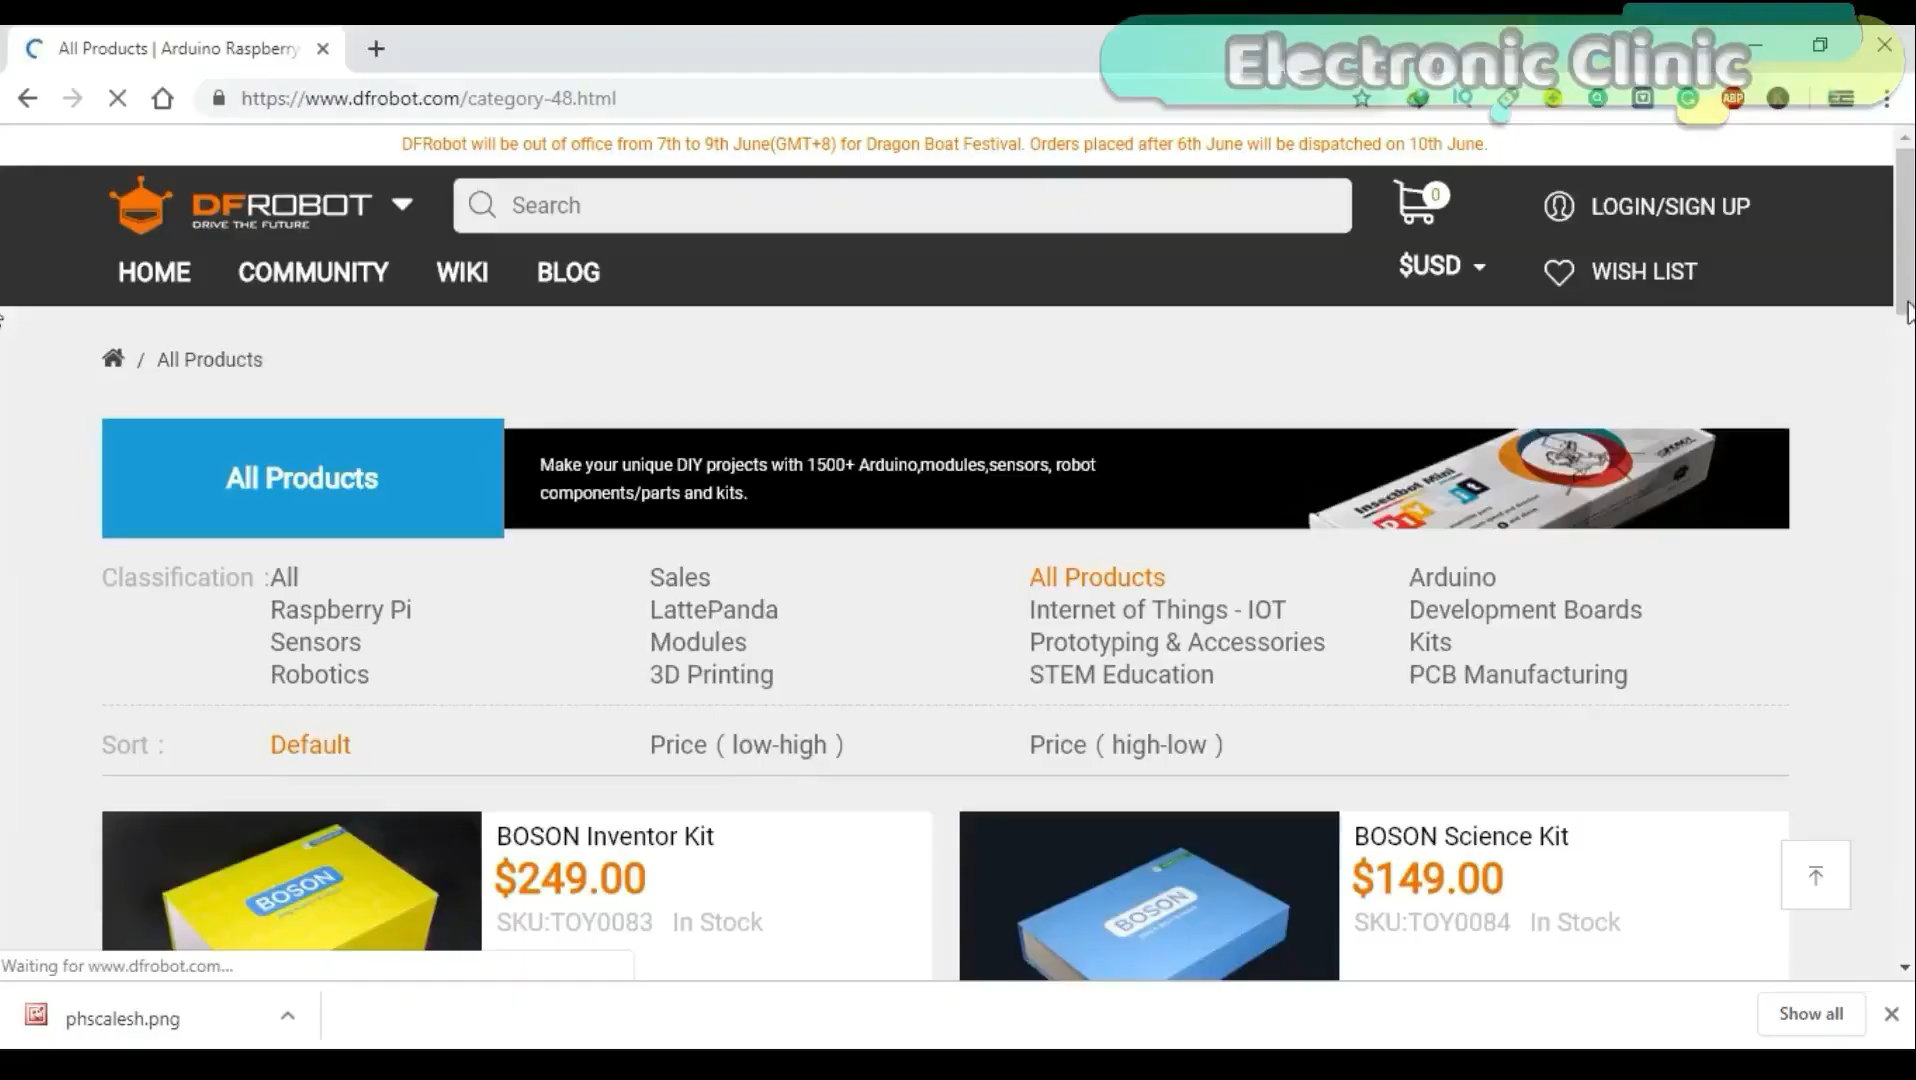 Electronic Clinic
All Products | Arduino Raspberry
https://www.dfrobot.com/category-48.html
ABP
DFRobot will be out of office from 7th to 9th June(GMT+8) for Dragon Boat Festival. Orders placed after 6th June will be dispatched on 10th June.
DFROBOT
DRIVE THE FUTURE
Search
0
LOGIN/SIGN UP
HOME COMMUNITY WIKI BLOG
$USD
WISH LIST
/ All Products
All Products
Make your unique DIY projects with 1500+ Arduino,modules,sensors, robot
components/parts and kits.
Insectbot Mini
DIY kit
Classification :All Sales All Products Arduino
Raspberry Pi LattePanda Internet of Things - IOT Development Boards
Sensors Modules Prototyping & Accessories Kits
Robotics 3D Printing STEM Education PCB Manufacturing
Sort : Default Price ( low-high ) Price ( high-low )
BOSON
BOSON Inventor Kit
$249.00
SKU:TOY0083 In Stock
BOSON
BOSON Science Kit
$149.00
SKU:TOY0084 In Stock
Waiting for www.dfrobot.com...
phscalesh.png
Show all